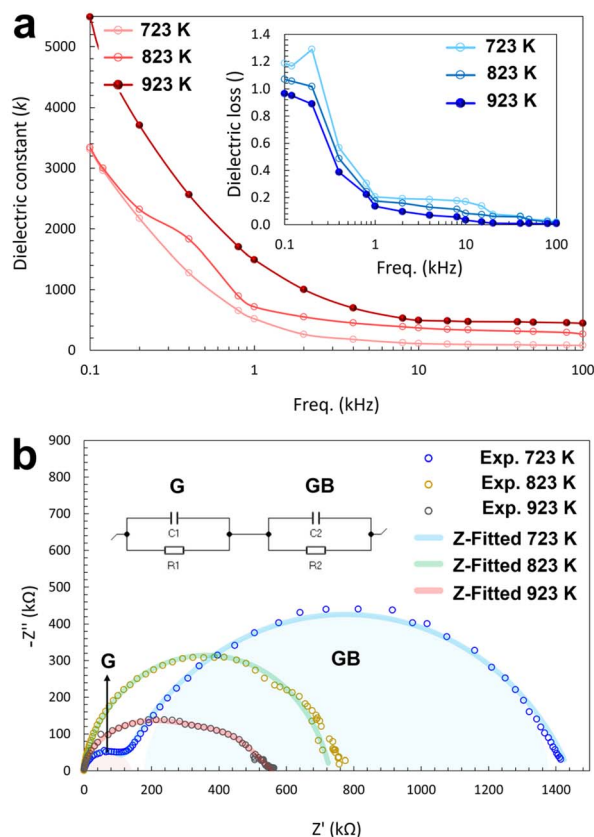 a
723 K
823 K
923 K
Dielectric constant (k)
5000
4000
3000
2000
1000
0
0.1
1
10
100
Freq. (kHz)
723 K
823 K
923 K
Dielectric loss ()
1.4
1.2
1.0
0.8
0.6
0.4
0.2
0.0
0.1
1
10
100
Freq. (kHz)
b
Exp. 723 K
Exp. 823 K
Exp. 923 K
Z-Fitted 723 K
Z-Fitted 823 K
Z-Fitted 923 K
G
GB
C1
C2
R1
R2
G
GB
-Z'' (kΩ)
900
800
700
600
500
400
300
200
100
0
0
200
400
600
800
1000
1200
1400
Z' (kΩ)